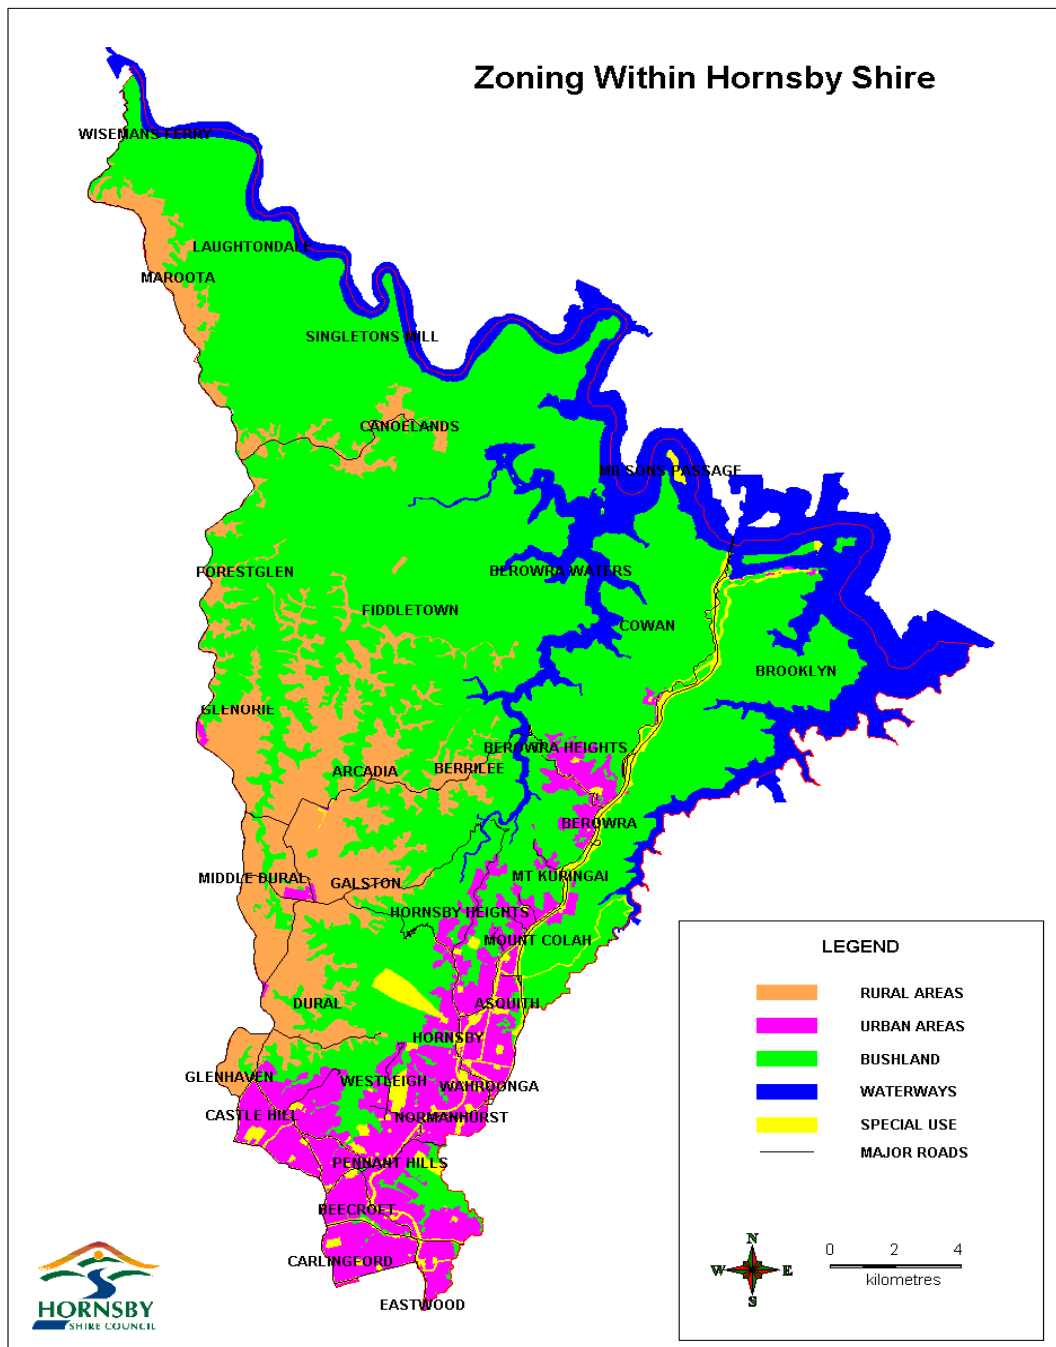 Zoning Within Hornsby Shire
WISEMANS FERRY
LAUGHTONDALE
MAROOTA
SINGLETONS MILL
CANOELANDS
MILSONS PASSAGE
FORESTGLEN
BEROWRA WATERS
FIDDLETOWN
COWAN
BROOKLYN
GLENORIE
BEROWRA HEIGHTS
ARCADIA
BERRILEE
BEROWRA
MIDDLE DURAL
GALSTON
MT KURINGAI
HORNSBY HEIGHTS
MOUNT COLAH
DURAL
ASQUITH
HORNSBY
GLENHAVEN
WESTLEIGH
WAHROONGA
CASTLE HILL
NORMANHURST
PENNANT HILLS
BEECROFT
CARLINGFORD
EASTWOOD
LEGEND
RURAL AREAS
URBAN AREAS
BUSHLAND
WATERWAYS
SPECIAL USE
MAJOR ROADS
N
W E
S
0 2 4
kilometres
HORNSBY
SHIRE COUNCIL